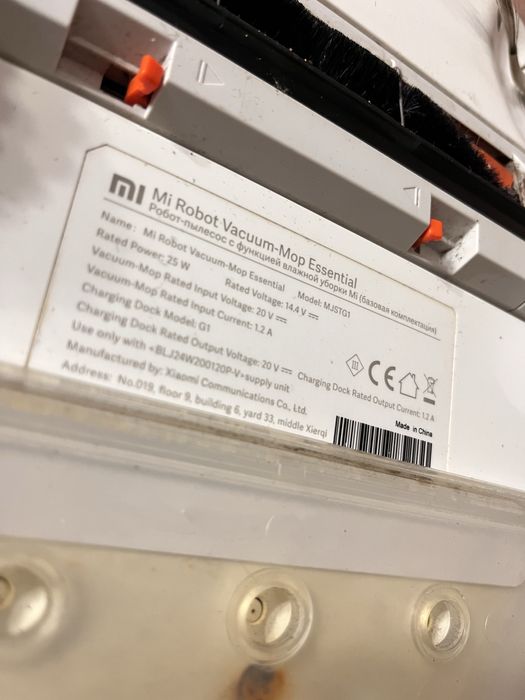 mi Mi Robot Vacuum-Mop Essential
Робот-пылесос с функцией влажной уборки Mi (базовая комплектация)
Name: Mi Robot Vacuum-Mop Essential Model: MJSTG1
Rated Power: 25 W Rated Voltage: 14.4 V ⎓
Vacuum-Mop Rated Input Voltage: 20 V ⎓
Vacuum-Mop Rated Input Current: 1.2 A
Charging Dock Model: G1
Charging Dock Rated Output Voltage: 20 V ⎓ Charging Dock Rated Output Current: 1.2 A
Use only with <BLJ24W200120P-V> supply unit
Manufactured by: Xiaomi Communications Co., Ltd.
Address: No.019, floor 9, building 6, yard 33, middle Xierqi
III CE
Made in China